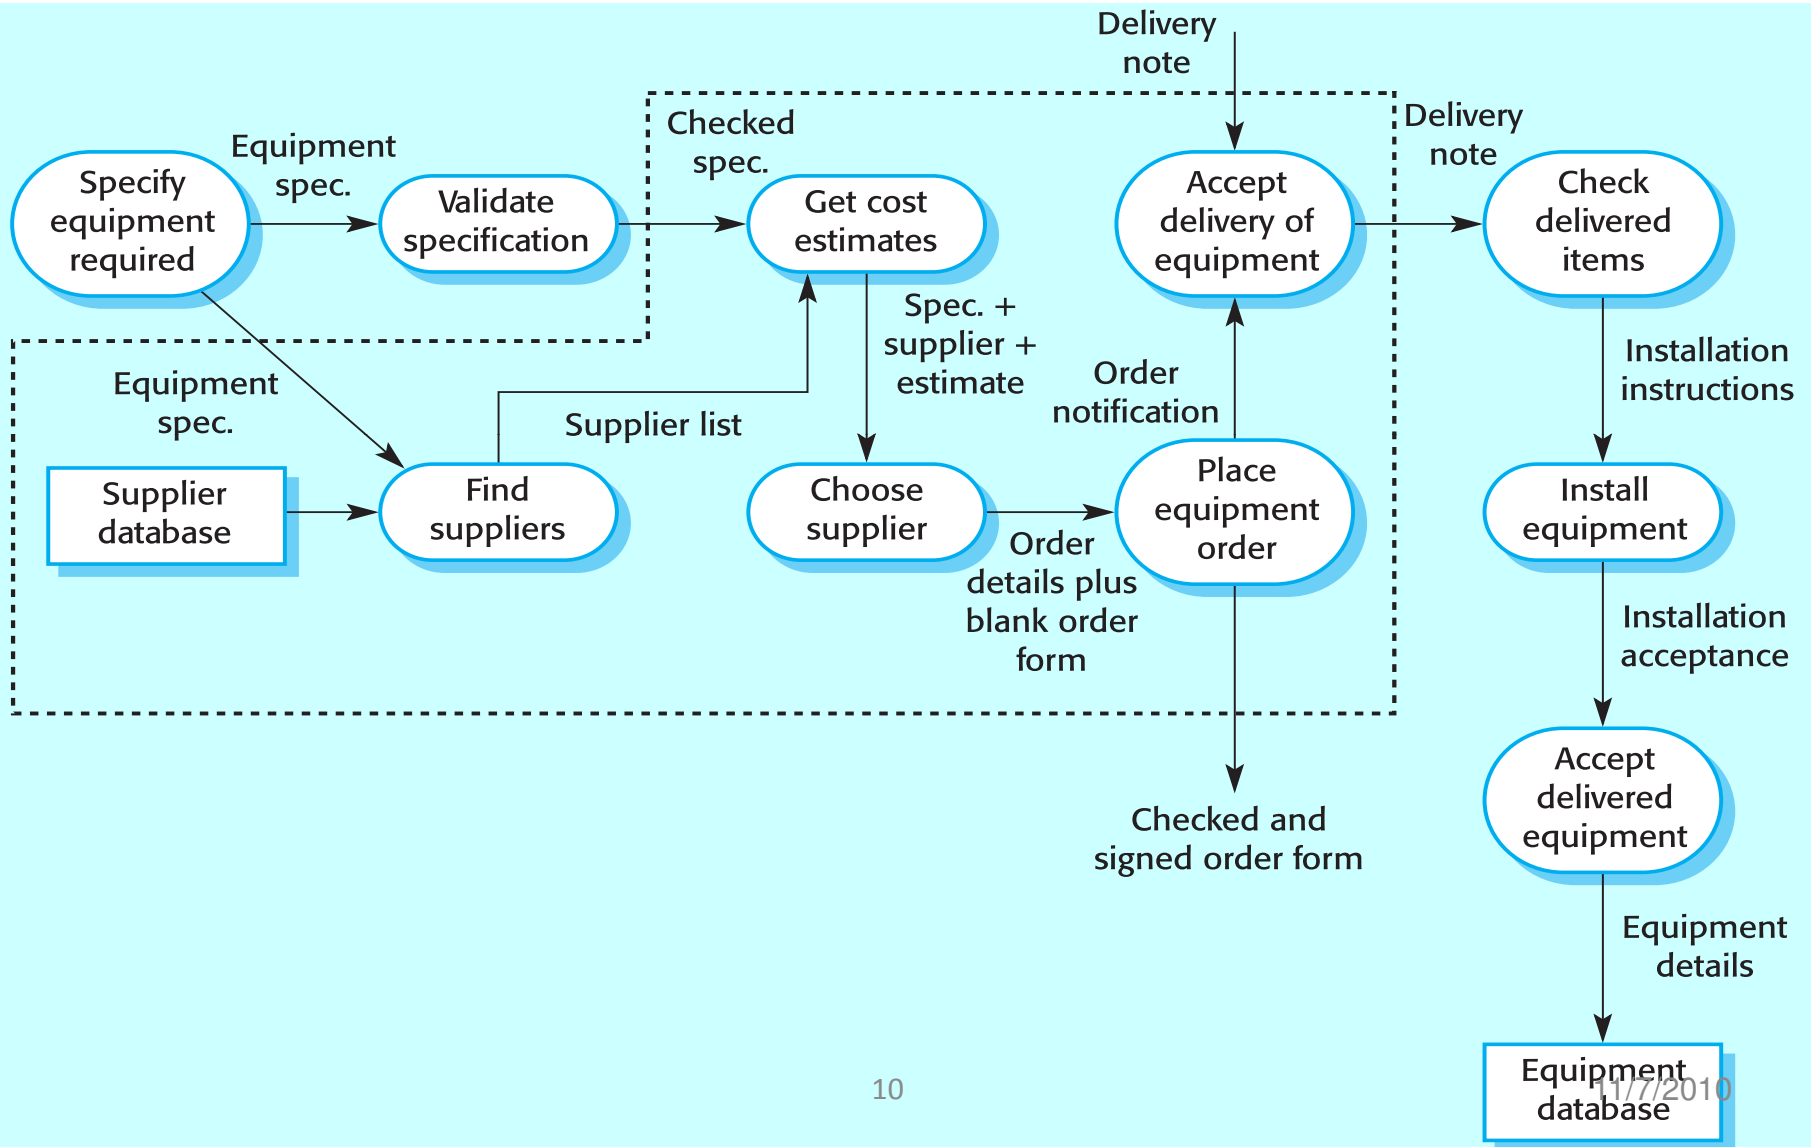 Delivery
note
Checked
spec.
Delivery
note
Equipment
spec.
Specify
equipment
required
Validate
specification
Get cost
estimates
Accept
delivery of
equipment
Check
delivered
items
Spec. +
supplier +
estimate
Installation
instructions
Equipment
spec.
Supplier list
Order
notification
Supplier
database
Find
suppliers
Choose
supplier
Place
equipment
order
Install
equipment
Order
details plus
blank order
form
Installation
acceptance
Accept
delivered
equipment
Checked and
signed order form
Equipment
details
Equipment
database
10
11/7/2010